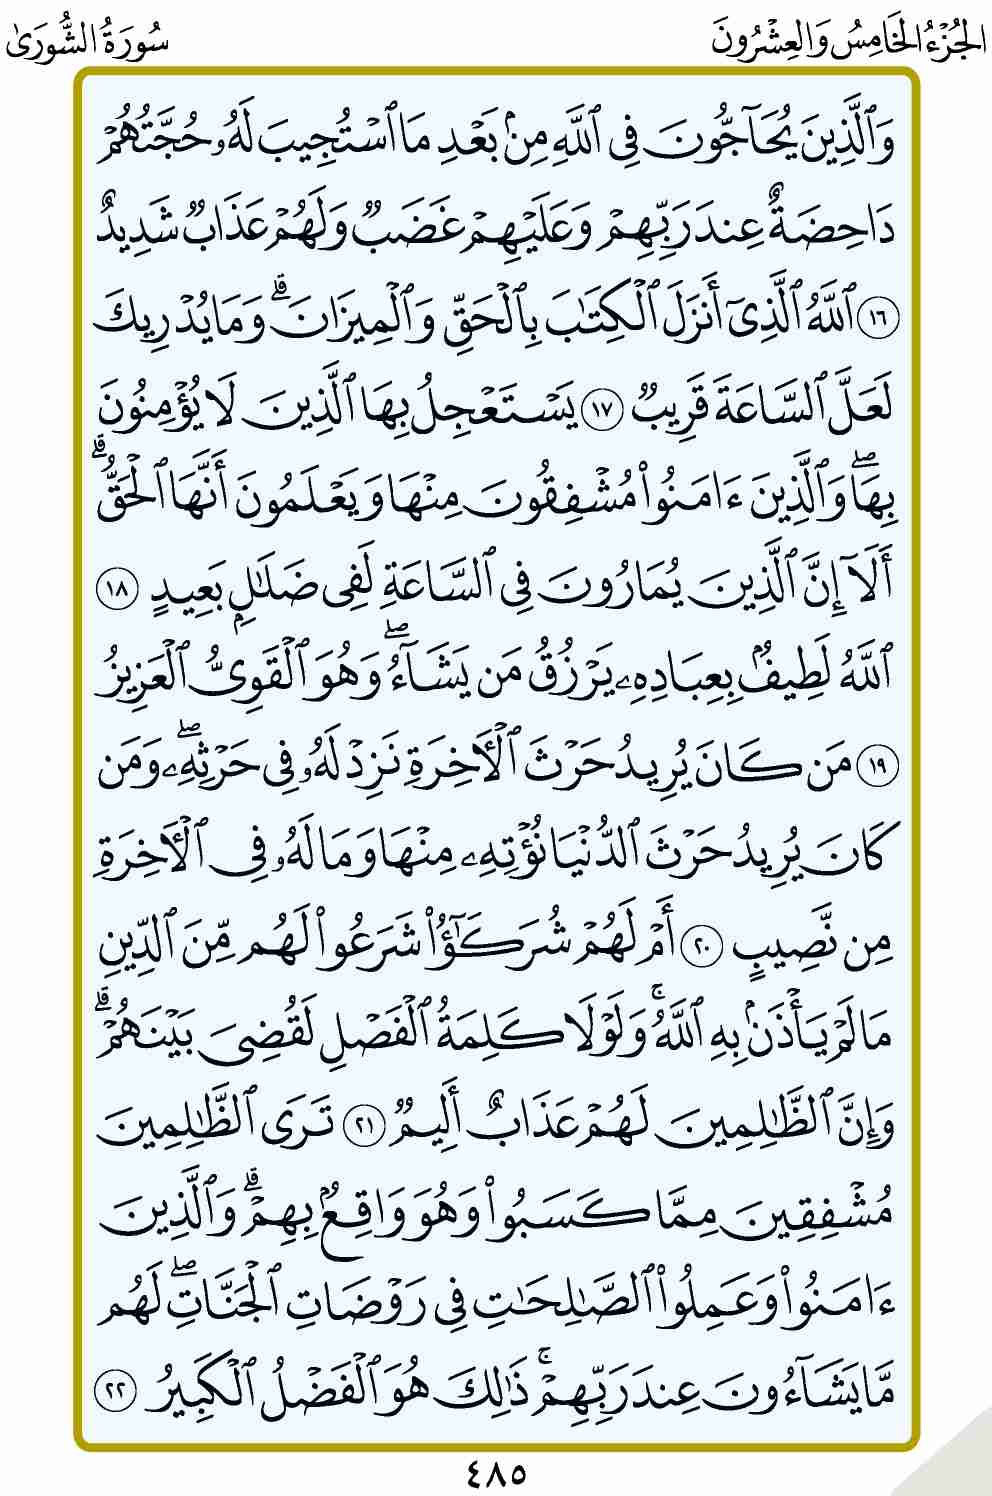 الجُزْءُ الخَامِسُ وَالعِشْرُونَ
سُورَةُ الشُّورَىٰ
وَٱلَّذِينَ يُحَآجُّونَ فِى ٱللَّهِ مِنۢ بَعْدِ مَا ٱسْتُجِيبَ لَهُۥ حُجَّتُهُمْ
دَاحِضَةٌ عِندَ رَبِّهِمْ وَعَلَيْهِمْ غَضَبٌ وَلَهُمْ عَذَابٌ شَدِيدٌ
١٦ ٱللَّهُ ٱلَّذِىٓ أَنزَلَ ٱلْكِتَٰبَ بِٱلْحَقِّ وَٱلْمِيزَانَ ۗ وَمَا يُدْرِيكَ
لَعَلَّ ٱلسَّاعَةَ قَرِيبٌ ١٧ يَسْتَعْجِلُ بِهَا ٱلَّذِينَ لَا يُؤْمِنُونَ
بِهَا ۖ وَٱلَّذِينَ ءَامَنُوا۟ مُشْفِقُونَ مِنْهَا وَيَعْلَمُونَ أَنَّهَا ٱلْحَقُّ ۗ
أَلَآ إِنَّ ٱلَّذِينَ يُمَارُونَ فِى ٱلسَّاعَةِ لَفِى ضَلَٰلٍۭ بَعِيدٍ ١٨
ٱللَّهُ لَطِيفٌۢ بِعِبَادِهِۦ يَرْزُقُ مَن يَشَآءُ ۖ وَهُوَ ٱلْقَوِىُّ ٱلْعَزِيزُ
١٩ مَن كَانَ يُرِيدُ حَرْثَ ٱلْءَاخِرَةِ نَزِدْ لَهُۥ فِى حَرْثِهِۦ ۖ وَمَن
كَانَ يُرِيدُ حَرْثَ ٱلدُّنْيَا نُؤْتِهِۦ مِنْهَا وَمَا لَهُۥ فِى ٱلْءَاخِرَةِ
مِن نَّصِيبٍ ٢٠ أَمْ لَهُمْ شُرَكَٰٓؤُا۟ شَرَعُوا۟ لَهُم مِّنَ ٱلدِّينِ
مَا لَمْ يَأْذَنۢ بِهِ ٱللَّهُ ۚ وَلَوْلَا كَلِمَةُ ٱلْفَصْلِ لَقُضِىَ بَيْنَهُمْ ۗ
وَإِنَّ ٱلظَّٰلِمِينَ لَهُمْ عَذَابٌ أَلِيمٌ ٢١ تَرَى ٱلظَّٰلِمِينَ
مُشْفِقِينَ مِمَّا كَسَبُوا۟ وَهُوَ وَاقِعٌۢ بِهِمْ ۗ وَٱلَّذِينَ
ءَامَنُوا۟ وَعَمِلُوا۟ ٱلصَّٰلِحَٰتِ فِى رَوْضَاتِ ٱلْجَنَّاتِ ۖ لَهُم
مَّا يَشَآءُونَ عِندَ رَبِّهِمْ ۚ ذَٰلِكَ هُوَ ٱلْفَضْلُ ٱلْكَبِيرُ ٢٢
٤٨٥